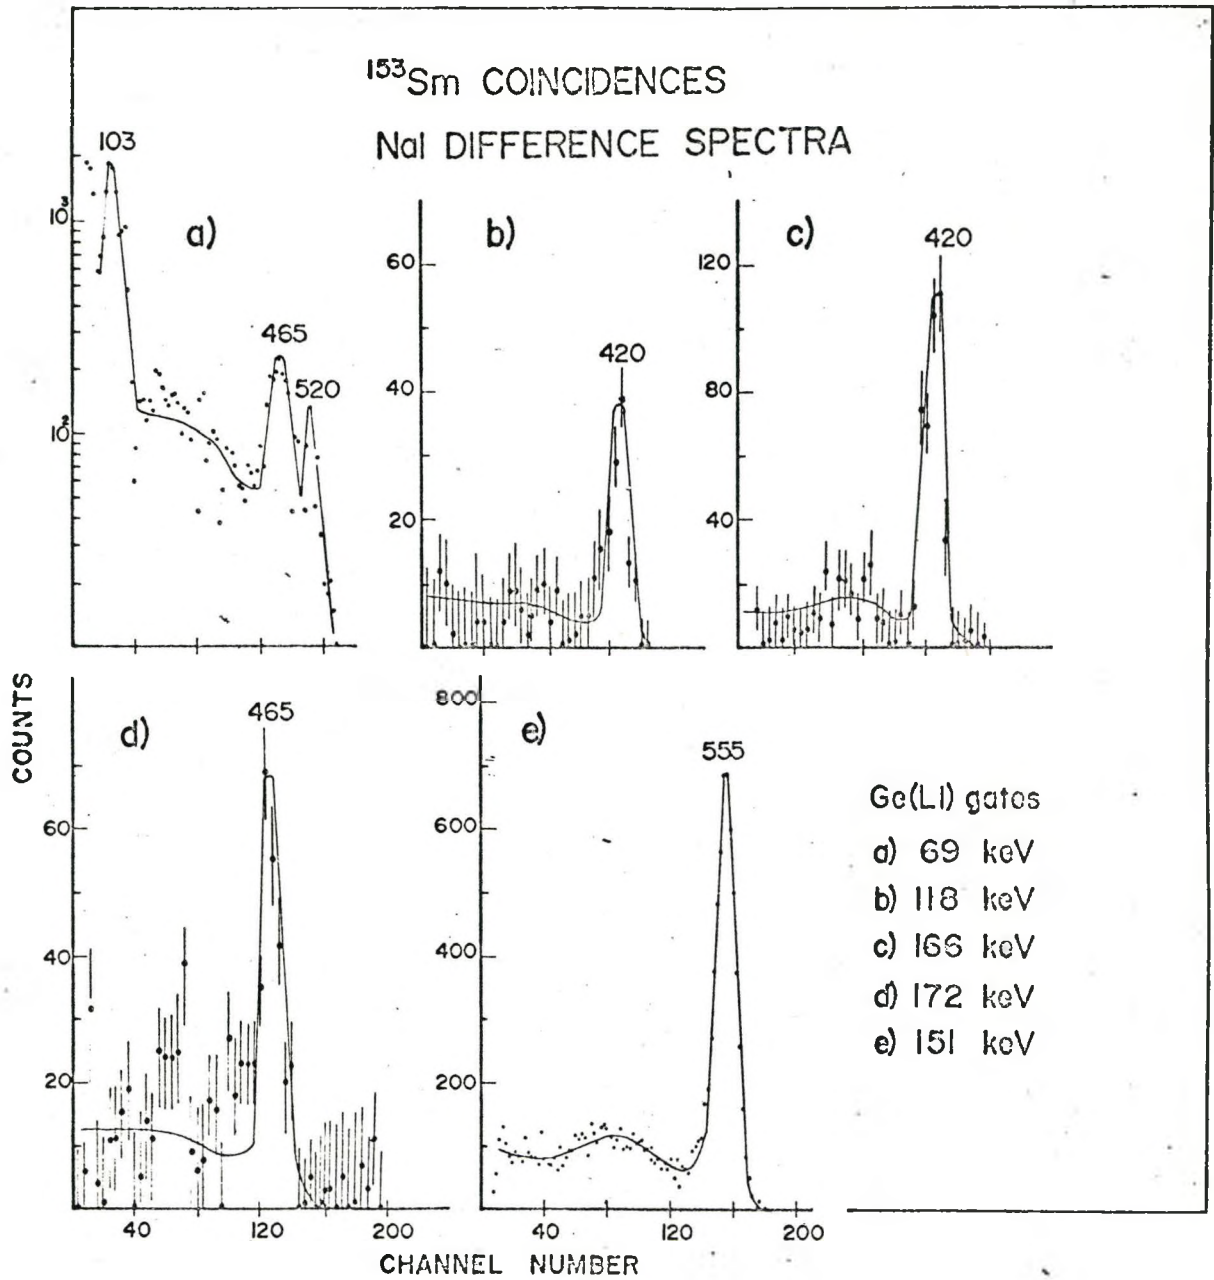 153Sm COINCIDENCES
NaI DIFFERENCE SPECTRA
103
a)
b)
c)
420
10³
60
120
465
420
520
40
80
10²
20
40
COUNTS
465
800
d)
e)
555
Ge(LI) gates
60
600
a) 69 keV
b) 118 keV
c) 166 keV
40
400
d) 172 keV
e) 151 keV
20
200
40 120 200 40 120 200
CHANNEL NUMBER